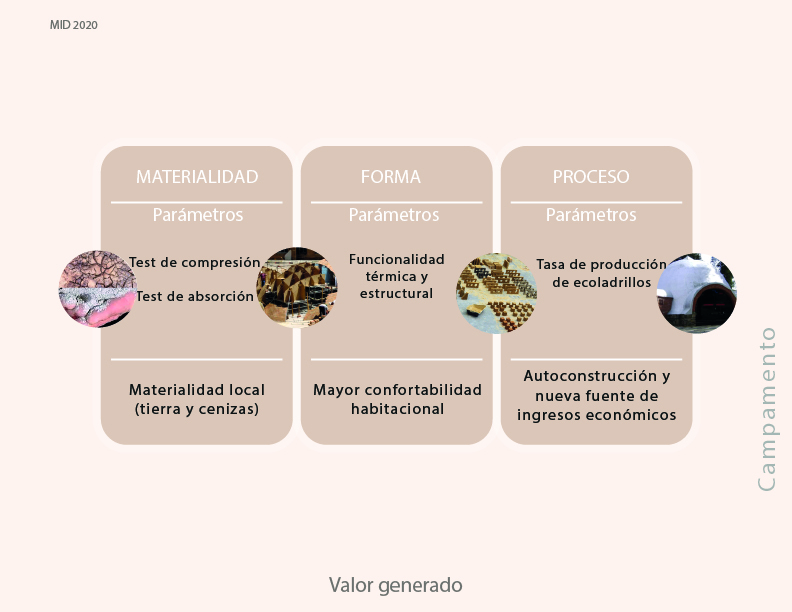 MID 2020
MATERIALIDAD
Parámetros
Test de compresión
Test de absorción
Materialidad local
(tierra y cenizas)
FORMA
Parámetros
Funcionalidad
térmica y
estructural
Mayor confortabilidad
habitacional
PROCESO
Parámetros
Tasa de producción
de ecoladrillos
Autoconstrucción y
nueva fuente de
ingresos económicos
Campamento
Valor generado